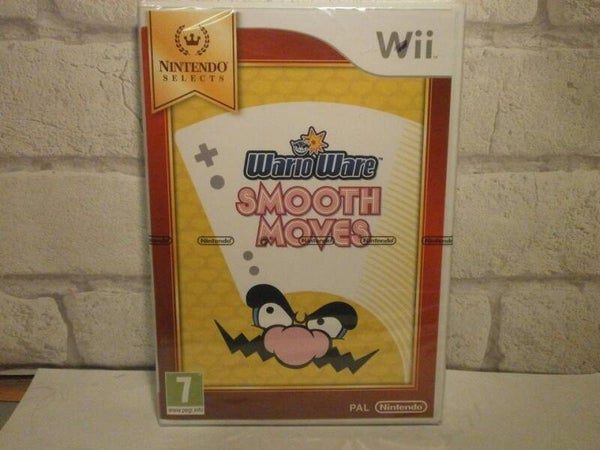 NINTENDO
SELECTS
Wii
WarioWare
SMOOTH
MOVES
Nintendo Nintendo Nintendo Nintendo
7
www.pegi.info
PAL Nintendo